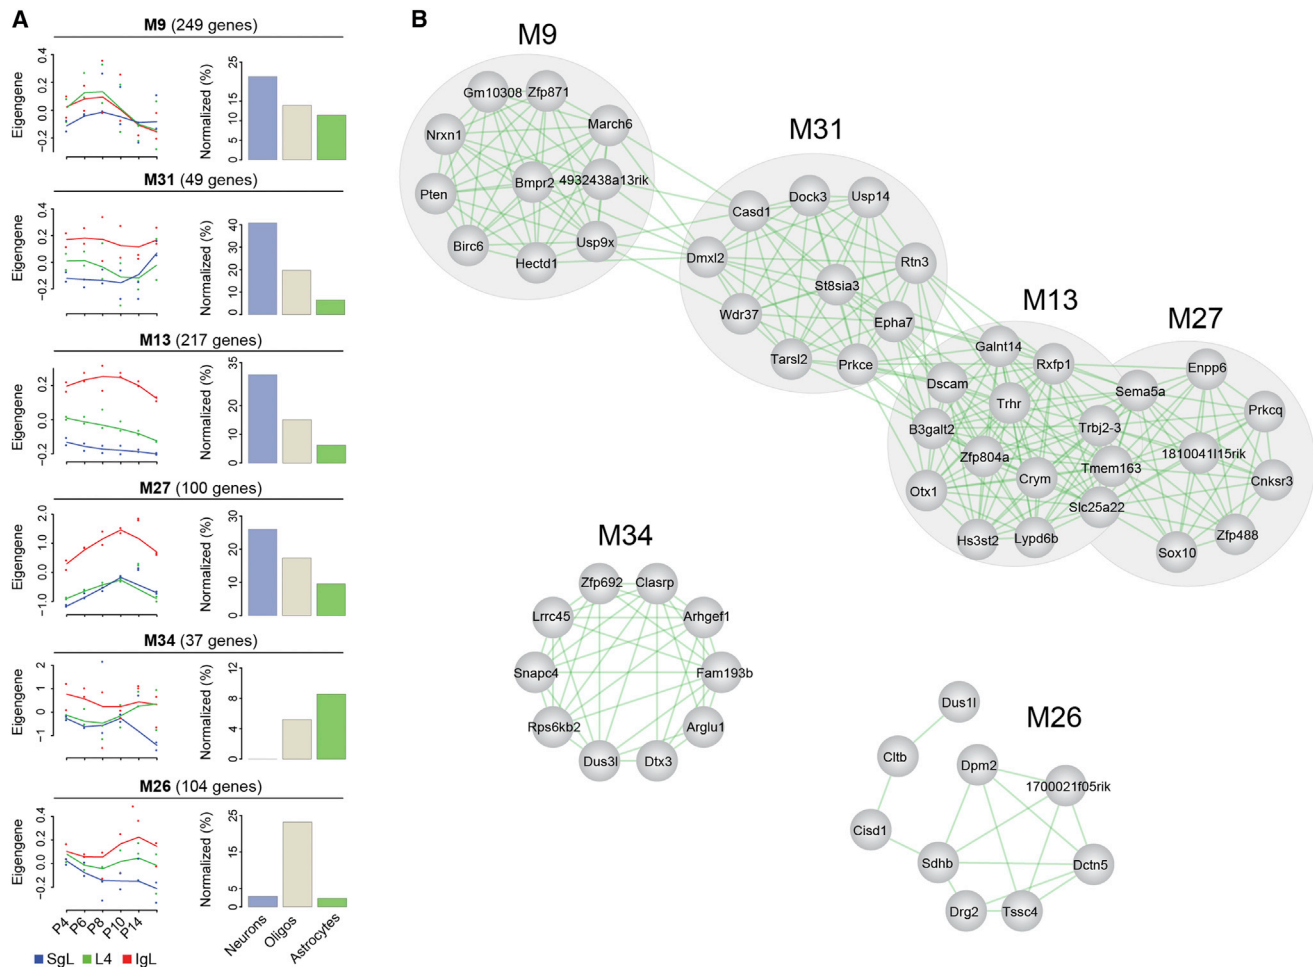 A
M9 (249 genes)
Eigengene
0.4
0.2
0.0
−0.2
Normalized (%)
25
15
10
5
0
M31 (49 genes)
Eigengene
0.4
0.2
0.0
−0.2
Normalized (%)
40
30
20
10
0
M13 (217 genes)
Eigengene
0.2
0.0
−0.2
Normalized (%)
35
20
10
0
M27 (100 genes)
Eigengene
2.0
1.0
0.0
−1.0
Normalized (%)
30
20
10
0
M34 (37 genes)
Eigengene
2
1
0
−1
Normalized (%)
12
8
4
0
M26 (104 genes)
Eigengene
0.4
0.2
0.0
−0.2
Normalized (%)
25
15
5
0
P4
P6
P8
P10
P14
Neurons
Oligos
Astrocytes
SgL
L4
IgL
B
M9
Gm10308
Zfp871
March6
Nrxn1
Bmpr2
4932438a13rik
Pten
Birc6
Usp9x
Hectd1
M31
Dock3
Usp14
Casd1
Dmxl2
Rtn3
St8sia3
Wdr37
Epha7
Tarsl2
Prkce
M13
Galnt14
Rxfp1
Dscam
Trhr
B3galt2
Trbj2-3
Zfp804a
Tmem163
Crym
Otx1
Slc25a22
Hs3st2
Lypd6b
M27
Enpp6
Sema5a
Prkcq
1810041l15rik
Cnksr3
Zfp488
Sox10
M34
Zfp692
Clasrp
Lrrc45
Arhgef1
Snapc4
Fam193b
Rps6kb2
Arglu1
Dus3l
Dtx3
M26
Dus1l
Cltb
Dpm2
1700021f05rik
Cisd1
Sdhb
Dctn5
Drg2
Tssc4